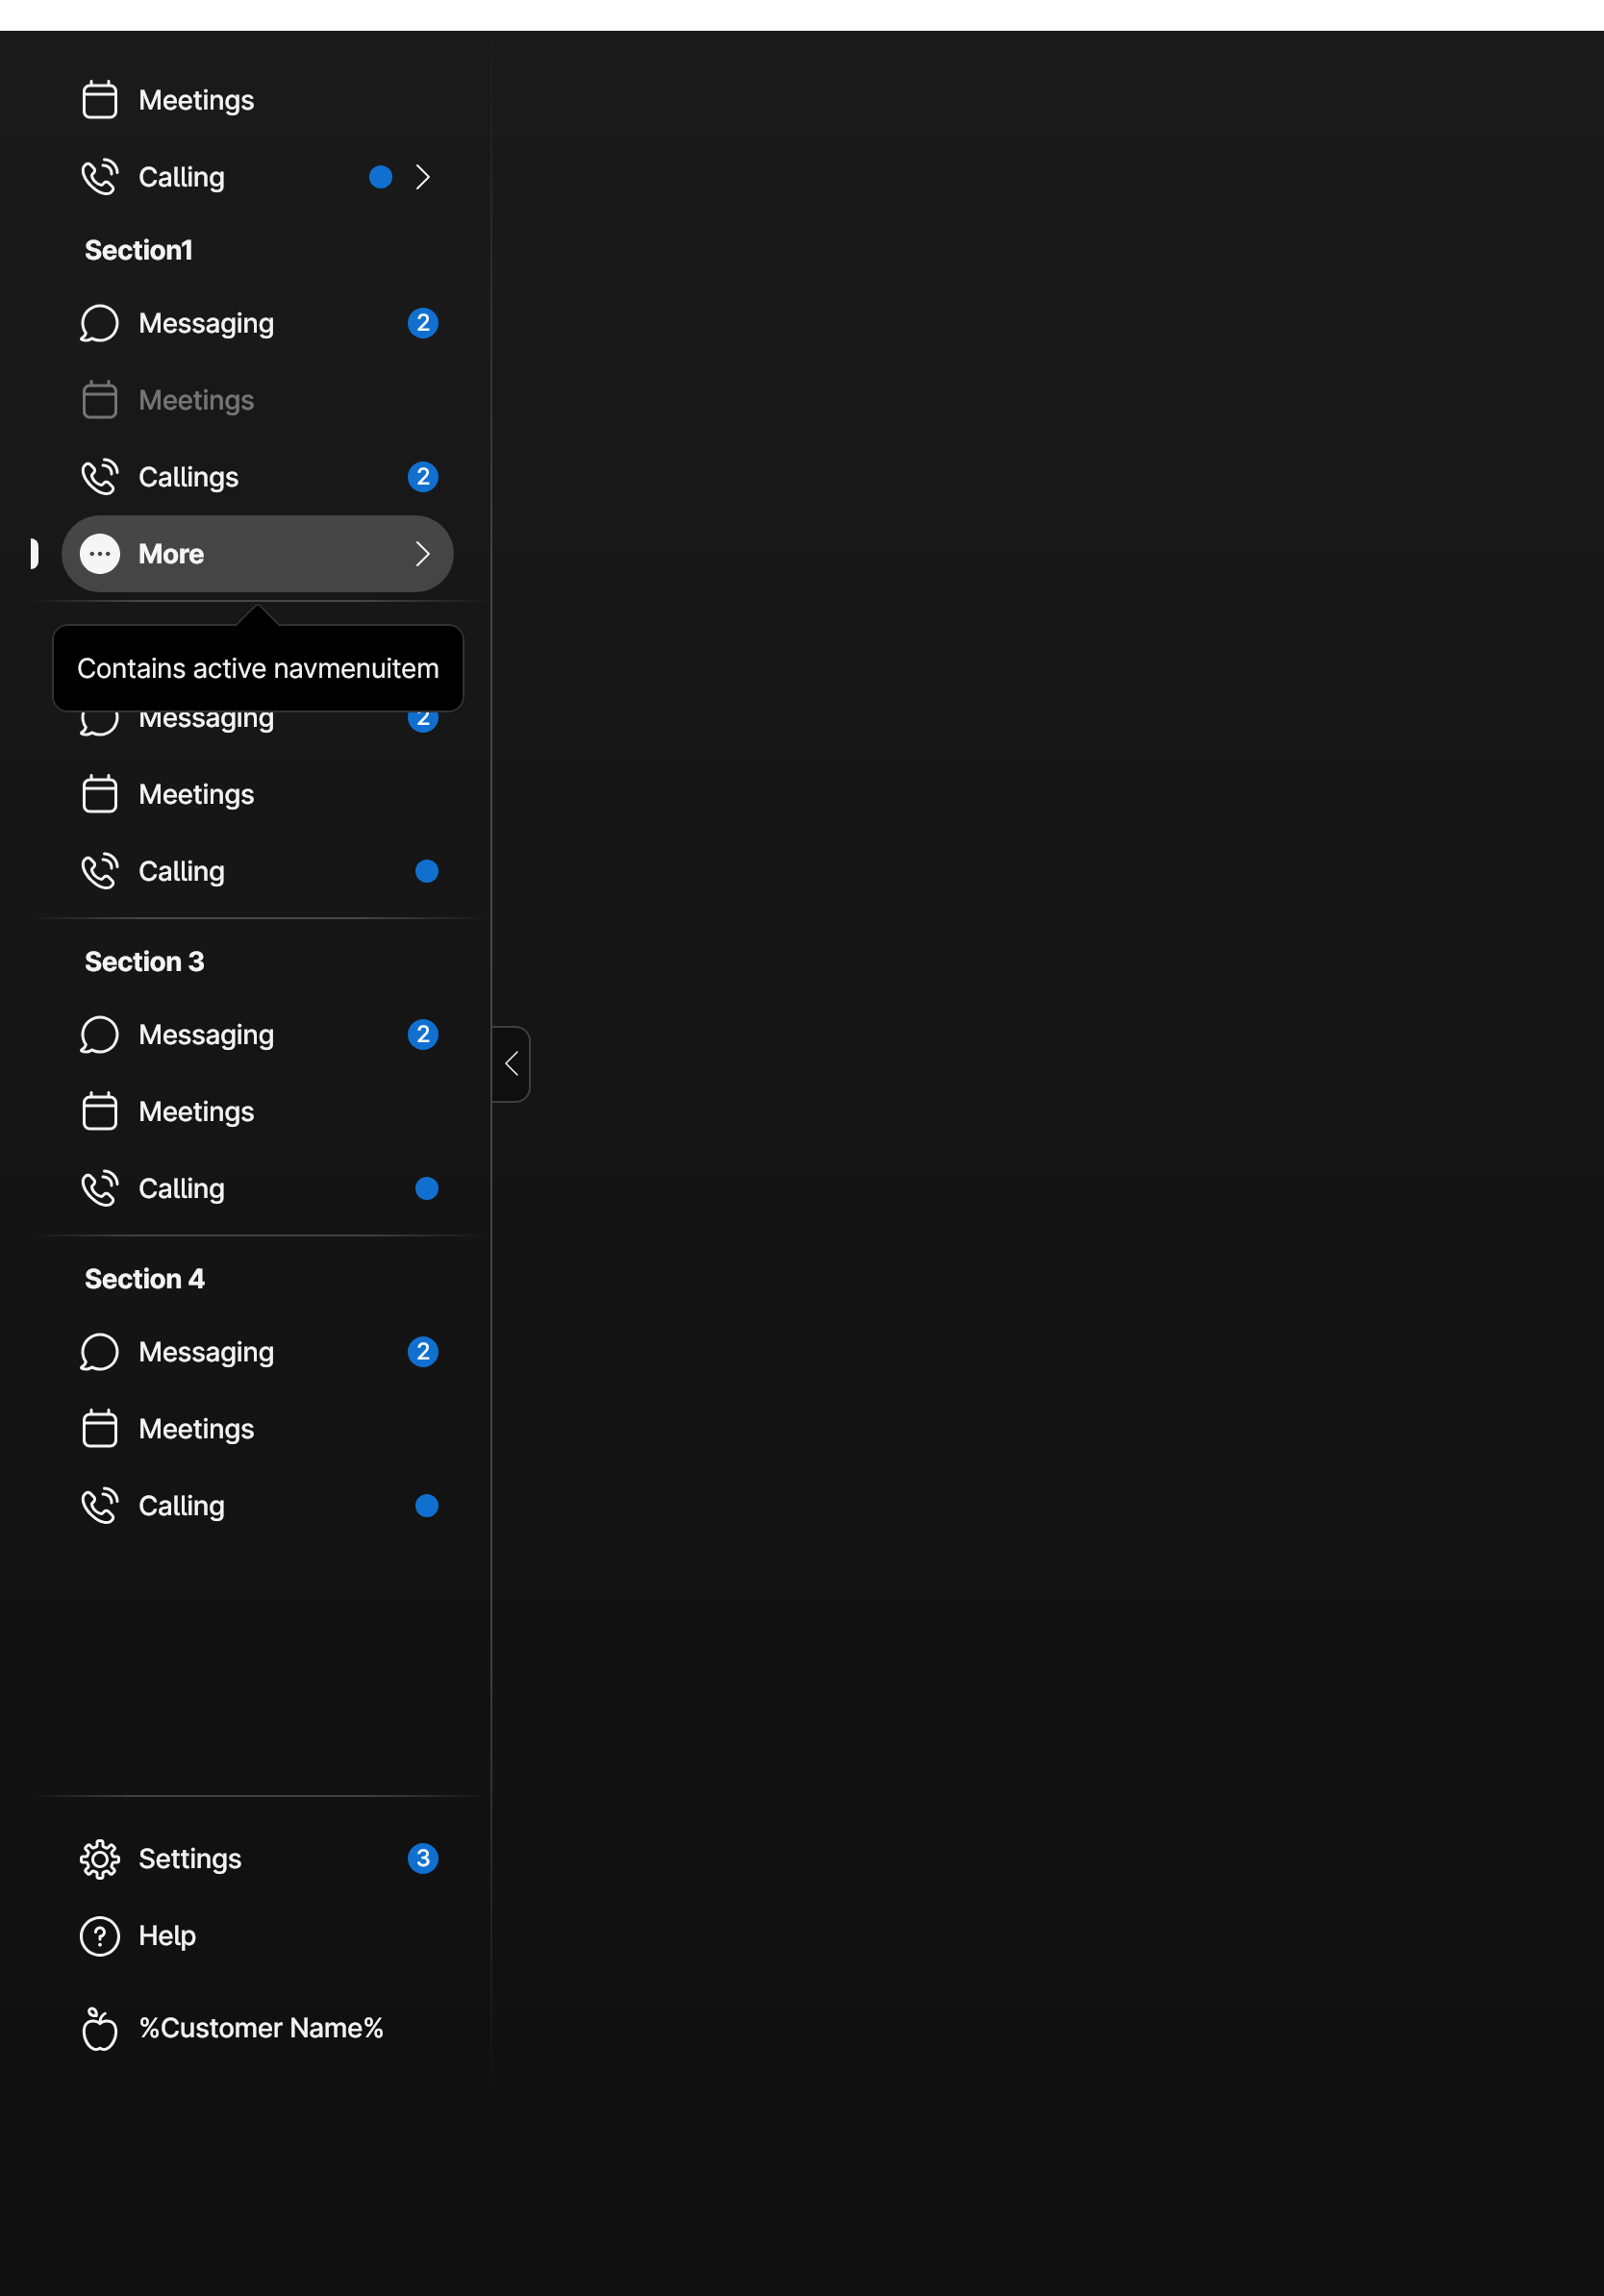 Meetings
Calling
Section1
Messaging 2
Meetings
Callings 2
More
Contains active navmenuitem
Messaging 2
Meetings
Calling
Section 3
Messaging 2
Meetings
Calling
Section 4
Messaging 2
Meetings
Calling
Settings 3
Help
%Customer Name%